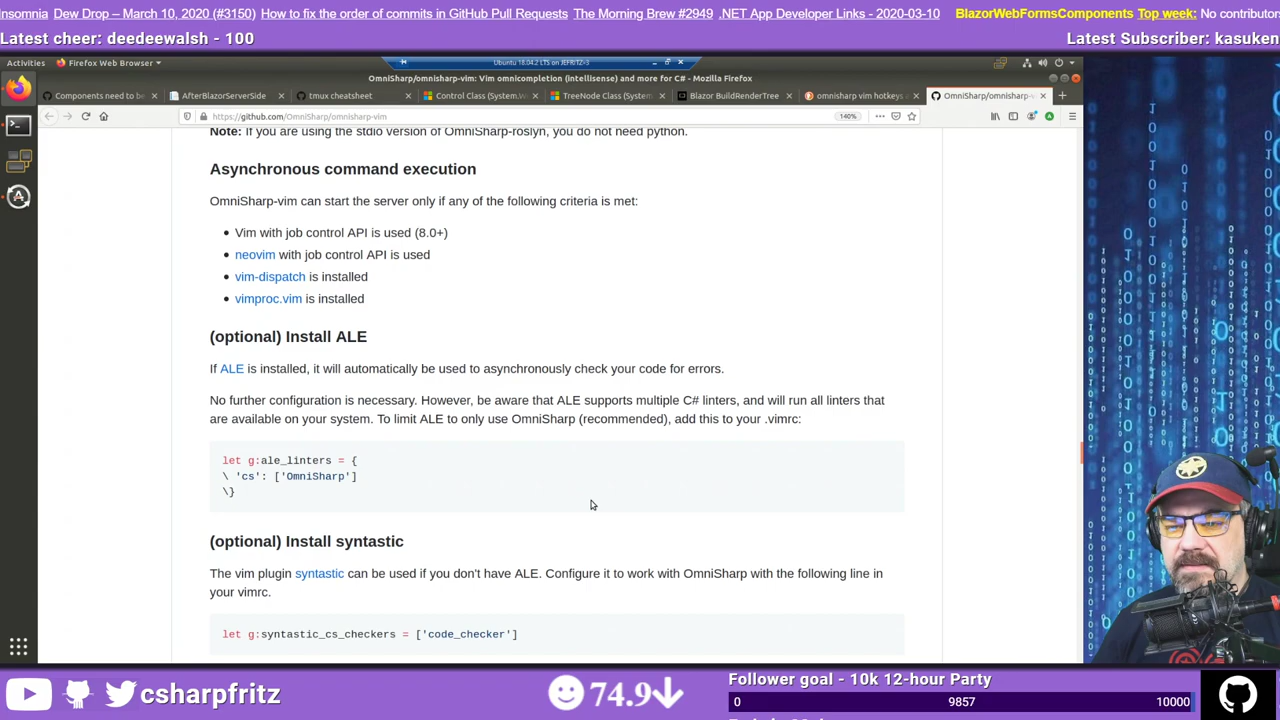 Insomnia Dew Drop – March 10, 2020 (#3150) How to fix the order of commits in GitHub Pull Requests The Morning Brew #2949 .NET App Developer Links - 2020-03-10 BlazorWebFormsComponents Top week: No contributor
Latest cheer: deedeewalsh - 100
Latest Subscriber: kasuken
Activities
Firefox Web Browser
Ubuntu 18.04.2 LTS on JEFRITZ-3
OmniSharp/omnisharp-vim: Vim omnicompletion (intellisense) and more for C# - Mozilla Firefox
Components need to be
AfterBlazorServerSide
tmux cheatsheet
Control Class (System.W
TreeNode Class (System
Blazor BuildRenderTree
omnisharp vim hotkeys
OmniSharp/omnisharp-v
https://github.com/OmniSharp/omnisharp-vim
140%
Note: If you are using the stdio version of OmniSharp-roslyn, you do not need python.
Asynchronous command execution
OmniSharp-vim can start the server only if any of the following criteria is met:
Vim with job control API is used (8.0+)
neovim with job control API is used
vim-dispatch is installed
vimproc.vim is installed
(optional) Install ALE
If ALE is installed, it will automatically be used to asynchronously check your code for errors.
No further configuration is necessary. However, be aware that ALE supports multiple C# linters, and will run all linters that
are available on your system. To limit ALE to only use OmniSharp (recommended), add this to your .vimrc:
let g:ale_linters = {
\ 'cs': ['OmniSharp']
\}
(optional) Install syntastic
The vim plugin syntastic can be used if you don't have ALE. Configure it to work with OmniSharp with the following line in
your vimrc.
let g:syntastic_cs_checkers = ['code_checker']
csharpfritz
74.9
Follower goal - 10k 12-hour Party
0 9857 10000